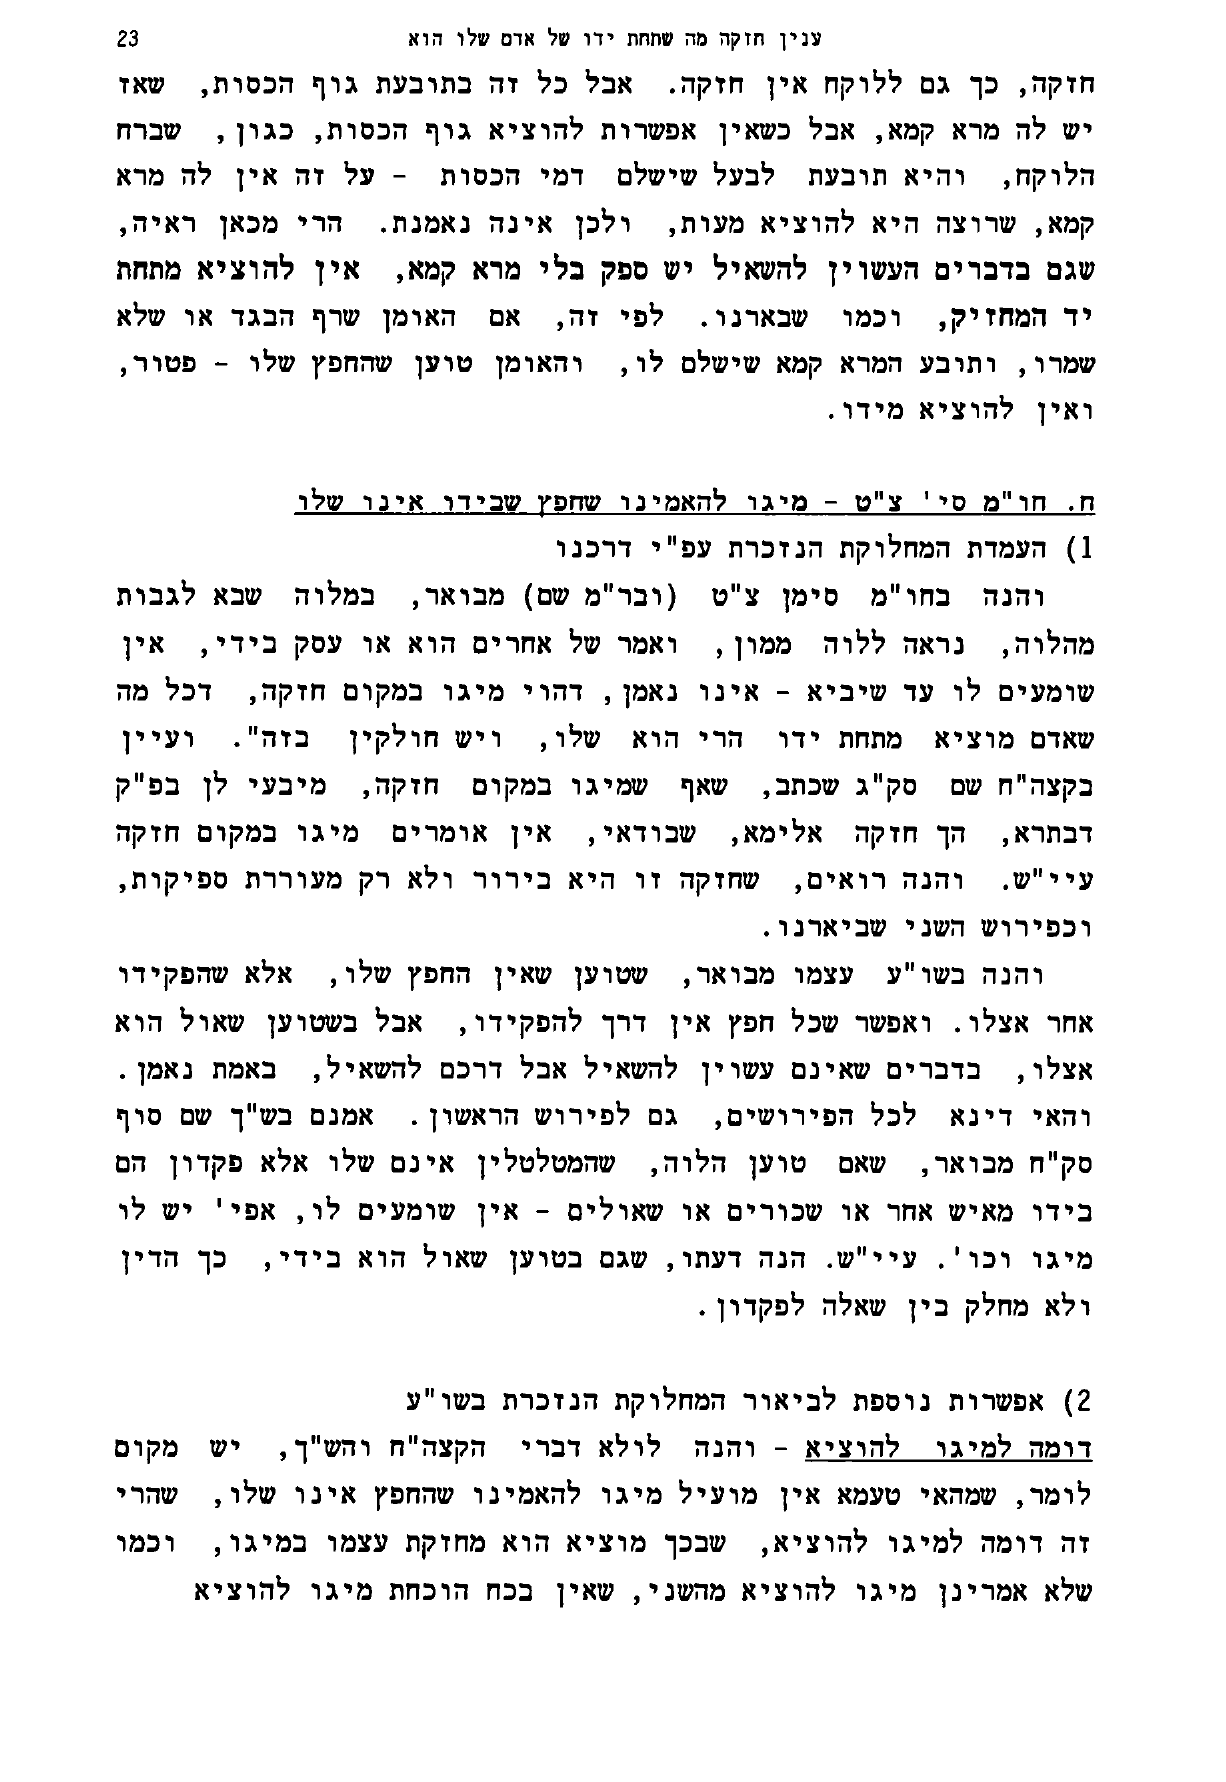 ענין חזקה מה שתחת ידו של אדם שלו הוא 23
חזקה, כך גם ללוקח אין חזקה. אבל כל זה בתובעת גוף הכסות, שאז
יש לה מרא קמא, אבל כשאין אפשרות להוציא גוף הכסות, כגון, שברח
הלוקח, והיא תובעת לבעל שישלם דמי הכסות - על זה אין לה מרא
קמא, שרוצה היא להוציא מעות, ולכן אינה נאמנת. הרי מכאן ראיה,
שגם בדברים העשוין להשאיל יש ספק בלי מרא קמא, אין להוציא מתחת
יד המחזיק, וכמו שבארנו. לפי זה, אם האומן שרף הבגד או שלא
שמרו, ותובע המרא קמא שישלם לו, והאומן טוען שהחפץ שלו - פטור,
ואין להוציא מידו.
ח. חו"מ סי' צ"ט - מיגו להאמינו שחפץ שבידו אינו שלו
1) העמדת המחלוקת הנזכרת עפ"י דרכנו
והנה בחו"מ סימן צ"ט (ובר"מ שם) מבואר, במלוה שבא לגבות
מהלוה, נראה ללוה ממון, ואמר של אחרים הוא או עסק בידי, אין
שומעים לו עד שיביא - אינו נאמן, דהוי מיגו במקום חזקה, דכל מה
שאדם מוציא מתחת ידו הרי הוא שלו, ויש חולקין בזה". ועיין
בקצה"ח שם סק"ג שכתב, שאף שמיגו במקום חזקה, מיבעי לן בפ"ק
דבתרא, הך חזקה אלימא, שבודאי, אין אומרים מיגו במקום חזקה
עיי"ש. והנה רואים, שחזקה זו היא בירור ולא רק מעוררת ספיקות,
וכפירוש השני שביארנו.
והנה בשו"ע עצמו מבואר, שטוען שאין החפץ שלו, אלא שהפקידו
אחר אצלו. ואפשר שכל חפץ אין דרך להפקידו, אבל בשטוען שאול הוא
אצלו, בדברים שאינם עשוין להשאיל אבל דרכם להשאיל, באמת נאמן.
והאי דינא לכל הפירושים, גם לפירוש הראשון. אמנם בש"ך שם סוף
סק"ח מבואר, שאם טוען הלוה, שהמטלטלין אינם שלו אלא פקדון הם
בידו מאיש אחר או שכורים או שאולים - אין שומעים לו, אפי' יש לו
מיגו וכו'. עיי"ש. הנה דעתו, שגם בטוען שאול הוא בידי, כך הדין
ולא מחלק בין שאלה לפקדון.
2) אפשרות נוספת לביאור המחלוקת הנזכרת בשו"ע
דומה למיגו להוציא - והנה לולא דברי הקצה"ח והש"ך, יש מקום
לומר, שמהאי טעמא אין מועיל מיגו להאמינו שהחפץ אינו שלו, שהרי
זה דומה למיגו להוציא, שבכך מוציא הוא מחזקת עצמו במיגו, וכמו
שלא אמרינן מיגו להוציא מהשני, שאין בכח הוכחת מיגו להוציא